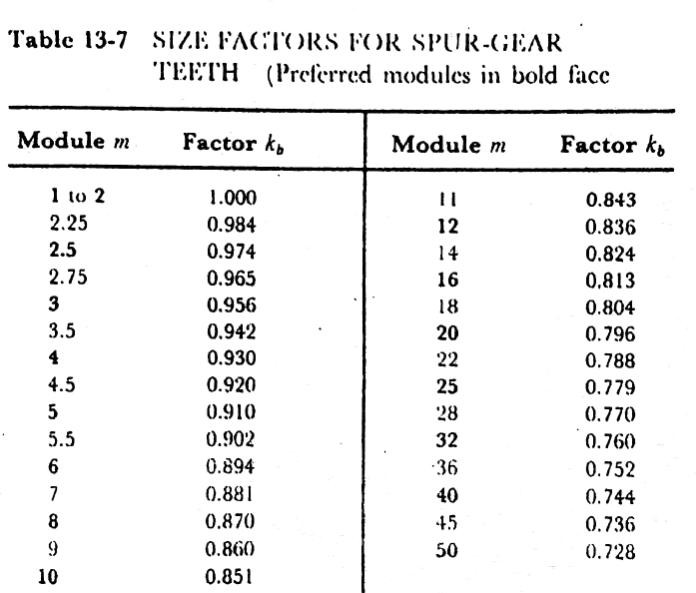 Table 13-7 SIZE FACTORS FOR SPUR-GEAR
TEETH (Preferred modules in bold face
Module m Factor k_b Module m Factor k_b
1 to 2 1.000 11 0.843
2.25 0.984 12 0.836
2.5 0.974 14 0.824
2.75 0.965 16 0.813
3 0.956 18 0.804
3.5 0.942 20 0.796
4 0.930 22 0.788
4.5 0.920 25 0.779
5 0.910 28 0.770
5.5 0.902 32 0.760
6 0.894 36 0.752
7 0.881 40 0.744
8 0.870 45 0.736
9 0.860 50 0.728
10 0.851